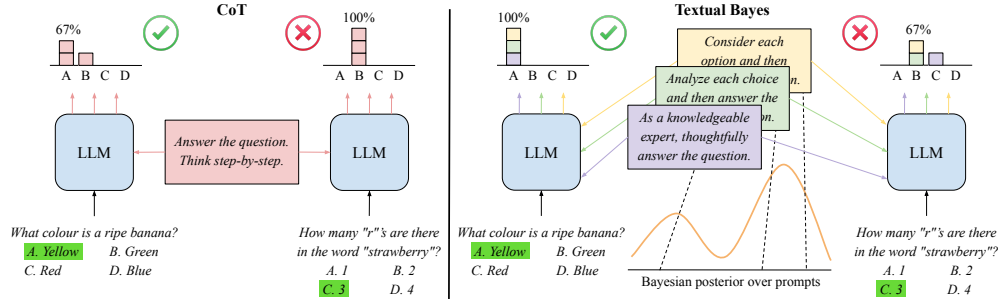 CoT
67%
A B C D
100%
A B C D
LLM
Answer the question.
Think step-by-step.
LLM
What colour is a ripe banana?
A. Yellow B. Green
C. Red D. Blue
How many "r"'s are there
in the word "strawberry"?
A. 1 B. 2
C. 3 D. 4
Textual Bayes
100%
A B C D
67%
A B C D
Consider each
option and then
n.
Analyze each choice
and then answer the
on.
As a knowledgeable
expert, thoughtfully
answer the question.
LLM
LLM
What colour is a ripe banana?
A. Yellow B. Green
C. Red D. Blue
Bayesian posterior over prompts
How many "r"'s are there
in the word "strawberry"?
A. 1 B. 2
C. 3 D. 4